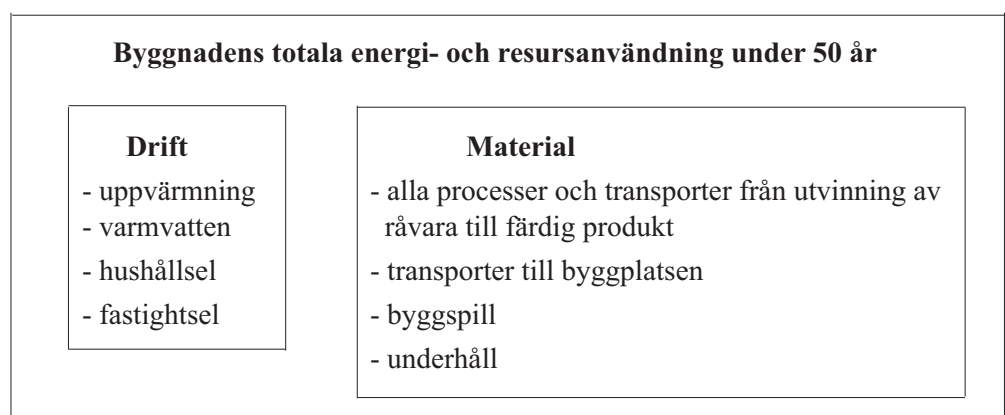 Byggnadens totala energi- och resursanvändning under 50 år
Drift
- uppvärmning
- varmvatten
- hushållsel
- fastightsel
Material
- alla processer och transporter från utvinning av
råvara till färdig produkt
- transporter till byggplatsen
- byggspill
- underhåll